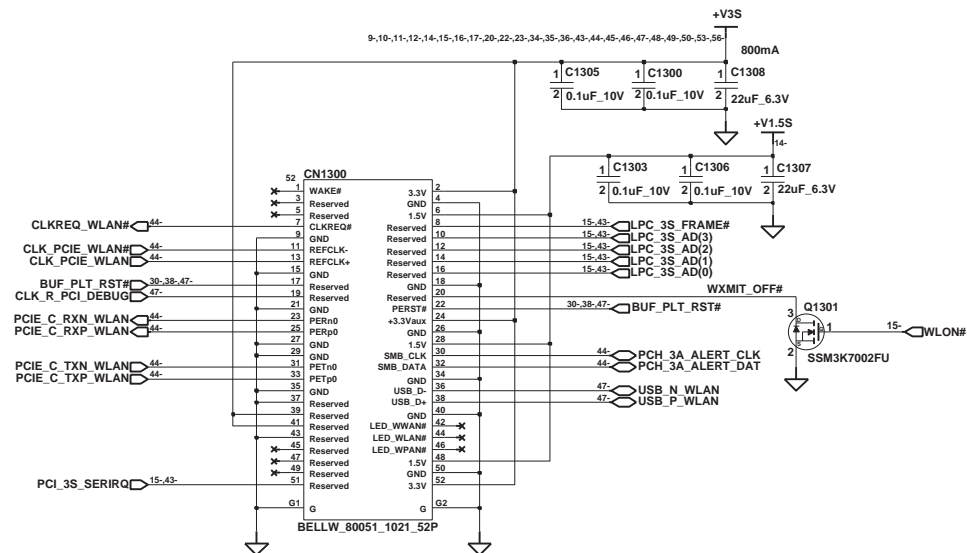 +V3S
9-,10-,11-,12-,14-,15-,16-,17-,20-,22-,23-,34-,35-,36-,43-,44-,45-,46-,47-,48-,49-,50-,53-,56-
800mA
1 C1305
2 0.1uF_10V
1 C1300
2 0.1uF_10V
1 C1308
2 22uF_6.3V
+V1.5S
14-
1 C1303
2 0.1uF_10V
1 C1306
2 0.1uF_10V
1 C1307
2 22uF_6.3V
52 CN1300
1 WAKE# 3.3V 2
3 Reserved GND 4
5 Reserved 1.5V 6
CLKREQ_WLAN# 44- 7 CLKREQ# Reserved 8 15-,43- LPC_3S_FRAME#
9 GND Reserved 10 15-,43- LPC_3S_AD(3)
CLK_PCIE_WLAN# 44- 11 REFCLK- Reserved 12 15-,43- LPC_3S_AD(2)
CLK_PCIE_WLAN 44- 13 REFCLK+ Reserved 14 15-,43- LPC_3S_AD(1)
15 GND Reserved 16 15-,43- LPC_3S_AD(0)
BUF_PLT_RST# 30-,38-,47- 17 Reserved GND 18
CLK_R_PCI_DEBUG 47- 19 Reserved Reserved 20 WXMIT_OFF#
21 GND PERST# 22 30-,38-,47- BUF_PLT_RST#
PCIE_C_RXN_WLAN 44- 23 PERn0 +3.3Vaux 24
PCIE_C_RXP_WLAN 44- 25 PERp0 GND 26
27 GND 1.5V 28
29 GND SMB_CLK 30 44- PCH_3A_ALERT_CLK
PCIE_C_TXN_WLAN 44- 31 PETn0 SMB_DATA 32 44- PCH_3A_ALERT_DAT
PCIE_C_TXP_WLAN 44- 33 PETp0 GND 34
35 GND USB_D- 36 47- USB_N_WLAN
37 Reserved USB_D+ 38 47- USB_P_WLAN
39 Reserved GND 40
41 Reserved LED_WWAN# 42
43 Reserved LED_WLAN# 44
45 Reserved LED_WPAN# 46
47 Reserved 1.5V 48
49 Reserved GND 50
PCI_3S_SERIRQ 15-,43- 51 Reserved 3.3V 52
G1 G G G2
BELLW_80051_1021_52P
Q1301
3 D
G 1 15- WLON#
S
2
SSM3K7002FU